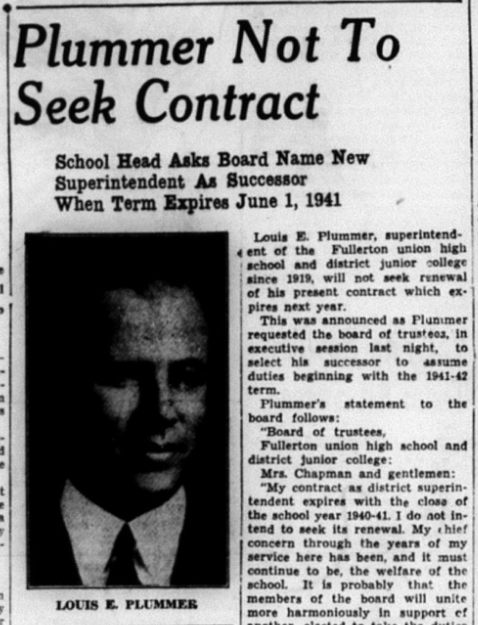 Plummer Not To
Seek Contract
School Head Asks Board Name New
Superintendent As Successor
When Term Expires June 1, 1941
LOUIS E. PLUMMER
Louis E. Plummer, superintend-
ent of the Fullerton union high
school and district junior college
since 1919, will not seek renewal
of his present contract which ex-
pires next year.
This was announced as Plummer
requested the board of trustees, in
executive session last night, to
select his successor to assume
duties beginning with the 1941-42
term.
Plummer's statement to the
board follows:
"Board of trustees,
Fullerton union high school and
district junior college:
Mrs. Chapman and gentlemen:
"My contract as district superin-
tendent expires with the close of
the school year 1940-41. I do not in-
tend to seek its renewal. My chief
concern through the years of my
service here has been, and it must
continue to be, the welfare of the
school. It is probably that the
members of the board will unite
more harmoniously in support of
another elected to take the duties